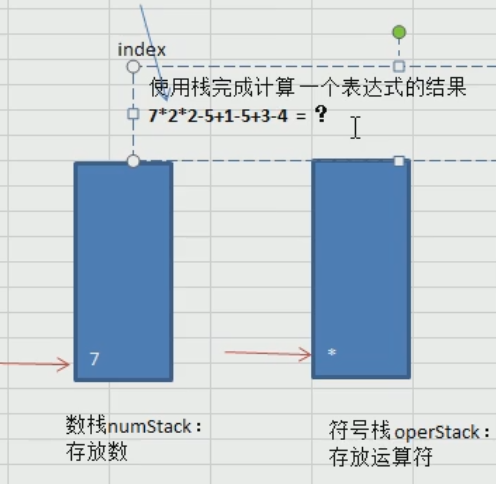 index
使用栈完成计算 一个表达式的结果
7*2*2-5+1-5+3-4 = ?
7
*
数栈numStack：
存放数
符号栈 operStack：
存放运算符